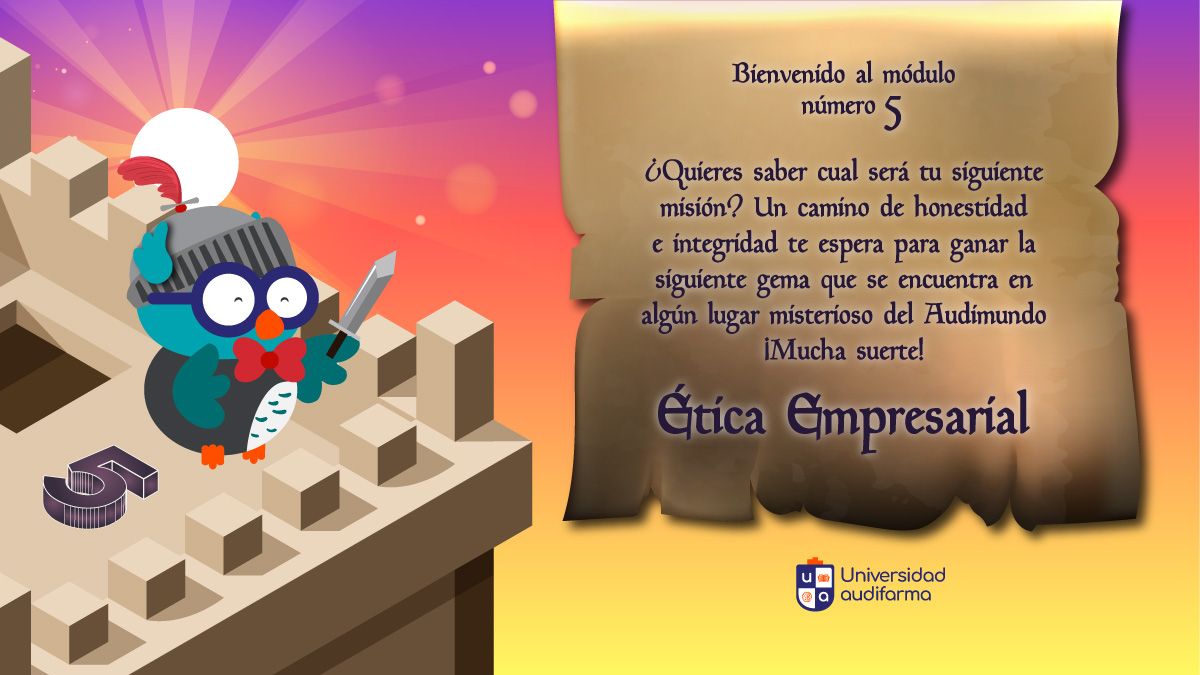 Bienvenido al módulo
número 5
¿Quieres saber cual será tu siguiente
misión? Un camino de honestidad
e integridad te espera para ganar la
siguiente gema que se encuentra en
algún lugar misterioso del Audimundo
¡Mucha suerte!
Ética Empresarial
5
u
a
Universidad
audifarma